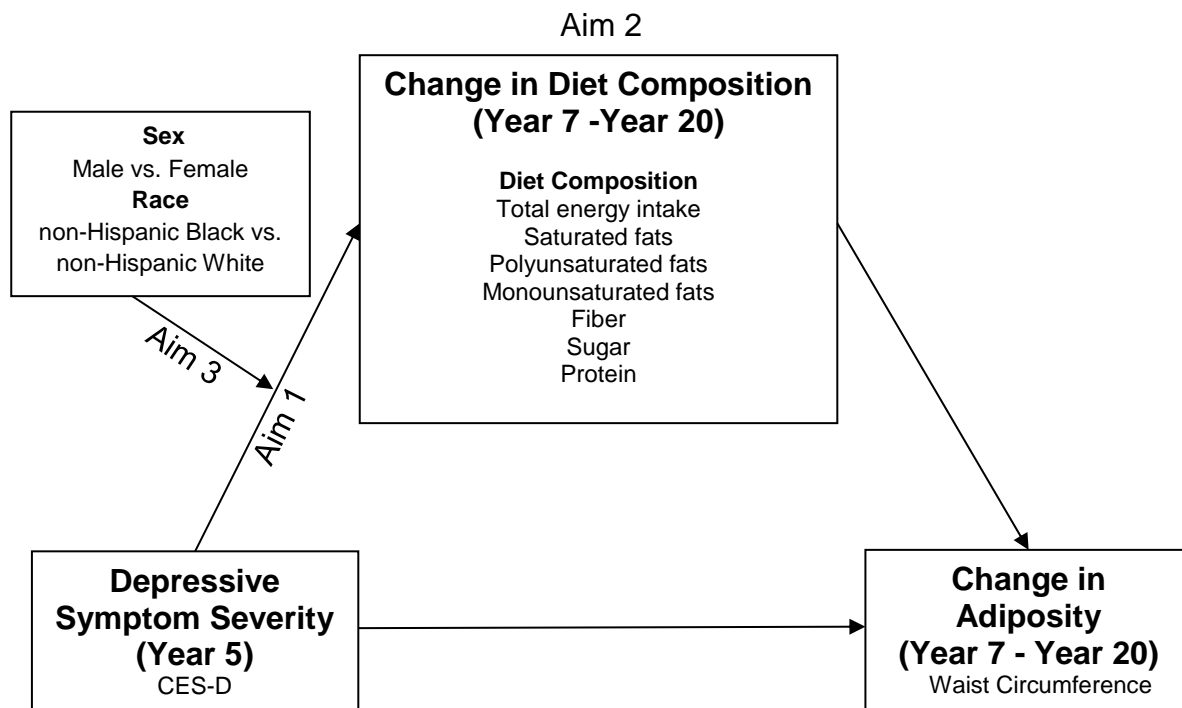 Aim 2
Change in Diet Composition
(Year 7 -Year 20)
Diet Composition
Total energy intake
Saturated fats
Polyunsaturated fats
Monounsaturated fats
Fiber
Sugar
Protein
Sex
Male vs. Female
Race
non-Hispanic Black vs.
non-Hispanic White
Aim 3
Aim 1
Depressive
Symptom Severity
(Year 5)
CES-D
Change in
Adiposity
(Year 7 - Year 20)
Waist Circumference